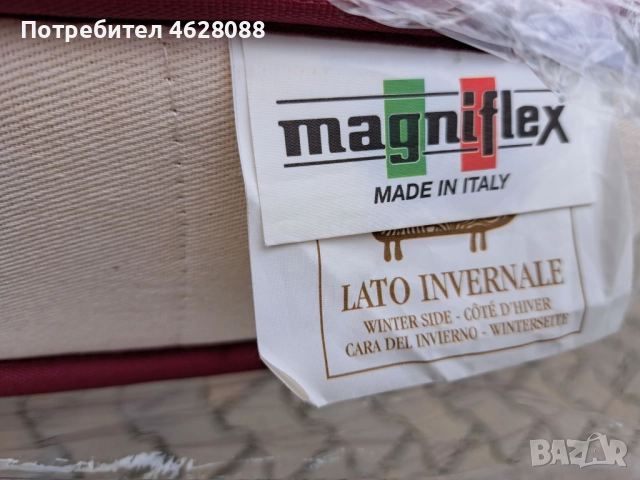 Потребител 4628088
magniflex
MADE IN ITALY
LATO INVERNALE
WINTER SIDE - CÔTÉ D'HIVER
CARA DEL INVIERNO - WINTERSEITE
BAZAR